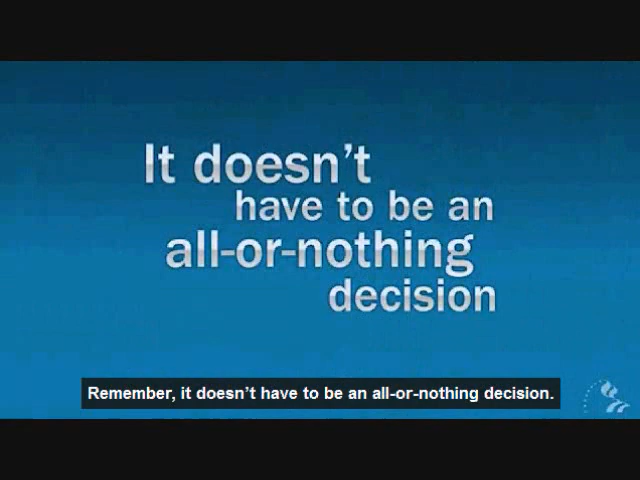 It doesn't
have to be an
all-or-nothing
decision
Remember, it doesn't have to be an all-or-nothing decision.